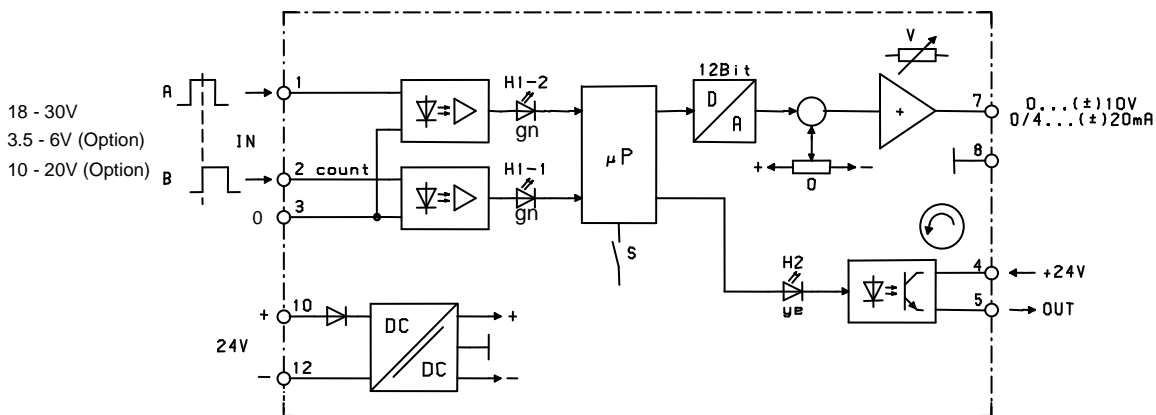 V
12Bit
A
1
H1-2
D
7
0...(±)10V
0/4...(±)20mA
18 - 30V
+
gn
A
3.5 - 6V (Option)
IN
µP
8
10 - 20V (Option)
B
2 count
H1-1
+
−
0
3
0
gn
S
H2
4
+24V
5
OUT
+
10
ye
DC
+
24V
DC
−
12
−